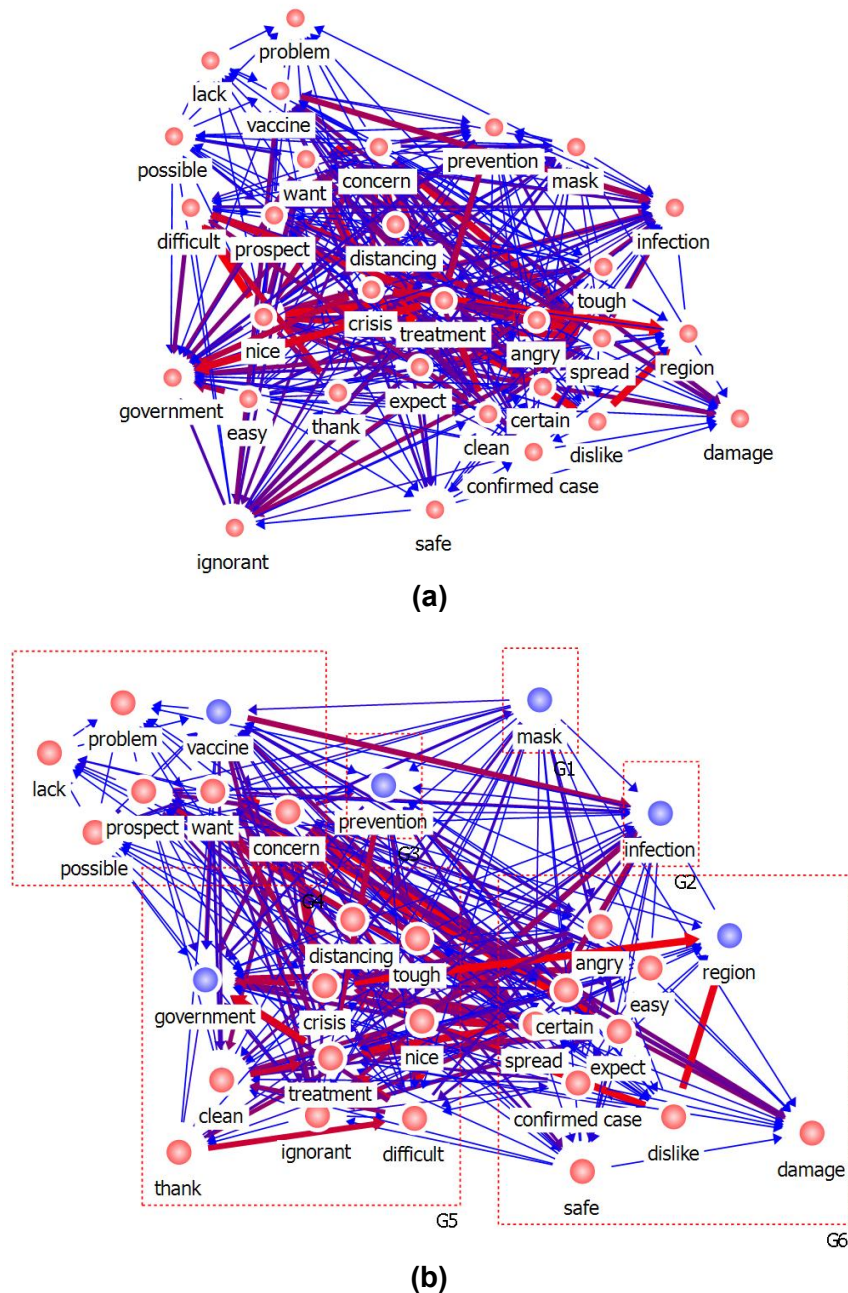 problem
lack
vaccine
possible
want
concern
prevention
mask
difficult
prospect
distancing
infection
tough
nice
crisis
treatment
angry
spread
region
government
easy
thank
expect
certain
clean
dislike
damage
confirmed case
safe
ignorant
(a)
problem
vaccine
mask
G1
lack
prospect
want
concern
prevention
infection
possible
G3
G2
G4
distancing
tough
angry
region
government
crisis
certain
easy
nice
spread
expect
clean
treatment
confirmed case
ignorant
difficult
dislike
damage
thank
safe
G5
G6
(b)